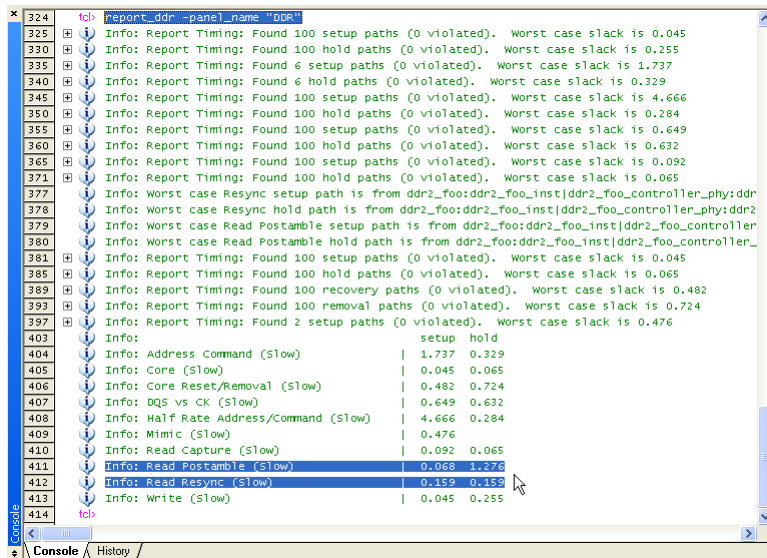 324 tcl> report_ddr -panel_name "DDR"
325 Info: Report Timing: Found 100 setup paths (0 violated). Worst case slack is 0.045
330 Info: Report Timing: Found 100 hold paths (0 violated). Worst case slack is 0.255
335 Info: Report Timing: Found 6 setup paths (0 violated). Worst case slack is 1.737
340 Info: Report Timing: Found 6 hold paths (0 violated). Worst case slack is 0.329
345 Info: Report Timing: Found 100 setup paths (0 violated). Worst case slack is 4.666
350 Info: Report Timing: Found 100 hold paths (0 violated). Worst case slack is 0.284
355 Info: Report Timing: Found 100 setup paths (0 violated). Worst case slack is 0.649
360 Info: Report Timing: Found 100 hold paths (0 violated). Worst case slack is 0.632
365 Info: Report Timing: Found 100 setup paths (0 violated). Worst case slack is 0.092
371 Info: Report Timing: Found 100 hold paths (0 violated). Worst case slack is 0.065
377 Info: Worst case Resync setup path is from ddr2_foo:ddr2_foo_inst|ddr2_foo_controller_phy:ddr
378 Info: Worst case Resync hold path is from ddr2_foo:ddr2_foo_inst|ddr2_foo_controller_phy:ddr2
379 Info: Worst case Read Postamble setup path is from ddr2_foo:ddr2_foo_inst|ddr2_foo_controller
380 Info: Worst case Read Postamble hold path is from ddr2_foo:ddr2_foo_inst|ddr2_foo_controller_
381 Info: Report Timing: Found 100 setup paths (0 violated). Worst case slack is 0.045
385 Info: Report Timing: Found 100 hold paths (0 violated). Worst case slack is 0.065
389 Info: Report Timing: Found 100 recovery paths (0 violated). Worst case slack is 0.482
393 Info: Report Timing: Found 100 removal paths (0 violated). Worst case slack is 0.724
397 Info: Report Timing: Found 2 setup paths (0 violated). Worst case slack is 0.476
403 Info: setup hold
404 Info: Address Command (Slow) | 1.737 0.329
405 Info: Core (Slow) | 0.045 0.065
406 Info: Core Reset/Removal (Slow) | 0.482 0.724
407 Info: DQS vs CK (Slow) | 0.649 0.632
408 Info: Half Rate Address/Command (Slow) | 4.666 0.284
409 Info: Mimic (Slow) | 0.476
410 Info: Read Capture (Slow) | 0.092 0.065
411 Info: Read Postamble (Slow) | 0.068 1.276
412 Info: Read Resync (Slow) | 0.159 0.159
413 Info: Write (Slow) | 0.045 0.255
414 tcl>
Console
Console History